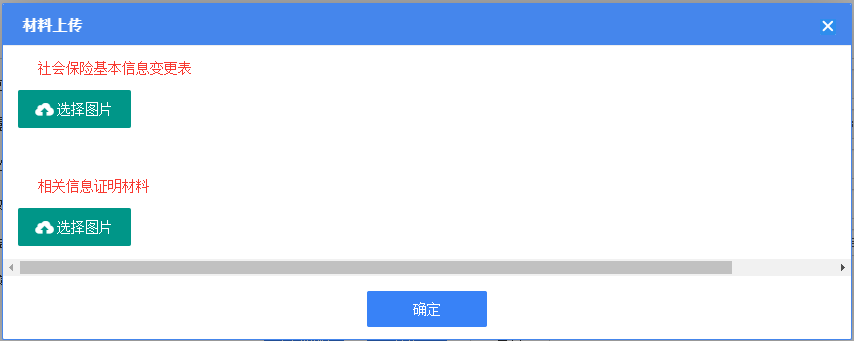 材料上传
社会保险基本信息变更表
选择图片
相关信息证明材料
选择图片
确定